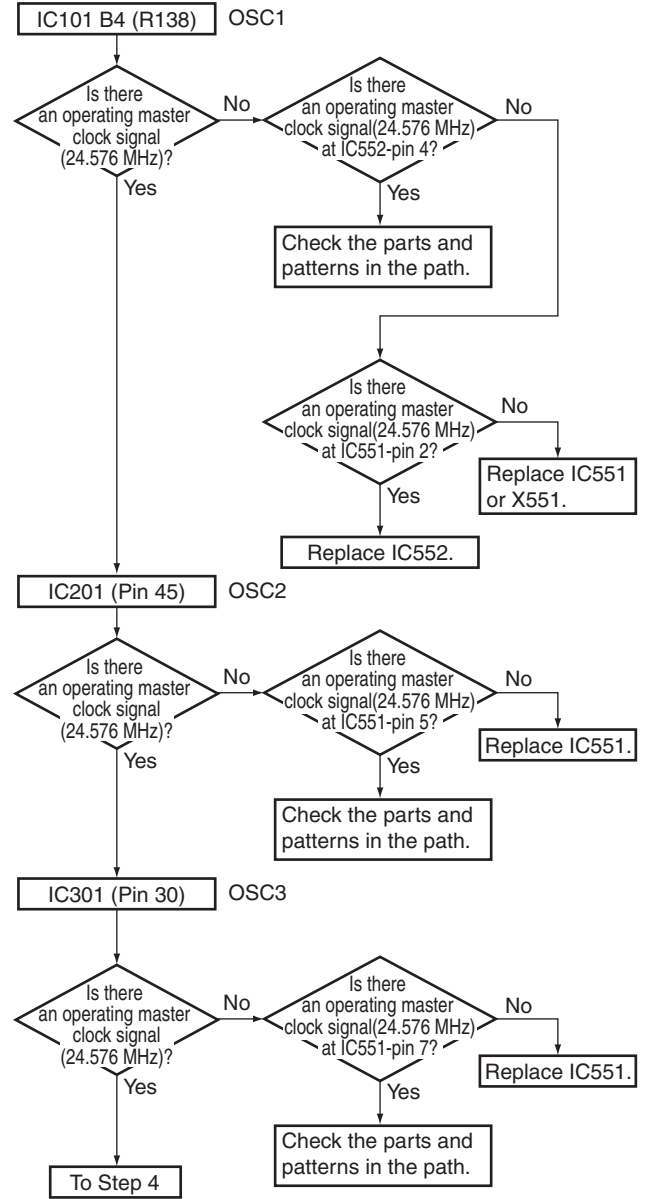 IC101 B4 (R138) OSC1
Is there
an operating master
clock signal
(24.576 MHz)?
No
Yes
Is there
an operating master
clock signal(24.576 MHz)
at IC552-pin 4?
No
Yes
Check the parts and
patterns in the path.
Is there
an operating master
clock signal(24.576 MHz)
at IC551-pin 2?
No
Yes
Replace IC551
or X551.
Replace IC552.
IC201 (Pin 45) OSC2
Is there
an operating master
clock signal
(24.576 MHz)?
No
Yes
Is there
an operating master
clock signal(24.576 MHz)
at IC551-pin 5?
No
Yes
Replace IC551.
Check the parts and
patterns in the path.
IC301 (Pin 30) OSC3
Is there
an operating master
clock signal
(24.576 MHz)?
No
Yes
Is there
an operating master
clock signal(24.576 MHz)
at IC551-pin 7?
No
Yes
Replace IC551.
Check the parts and
patterns in the path.
To Step 4